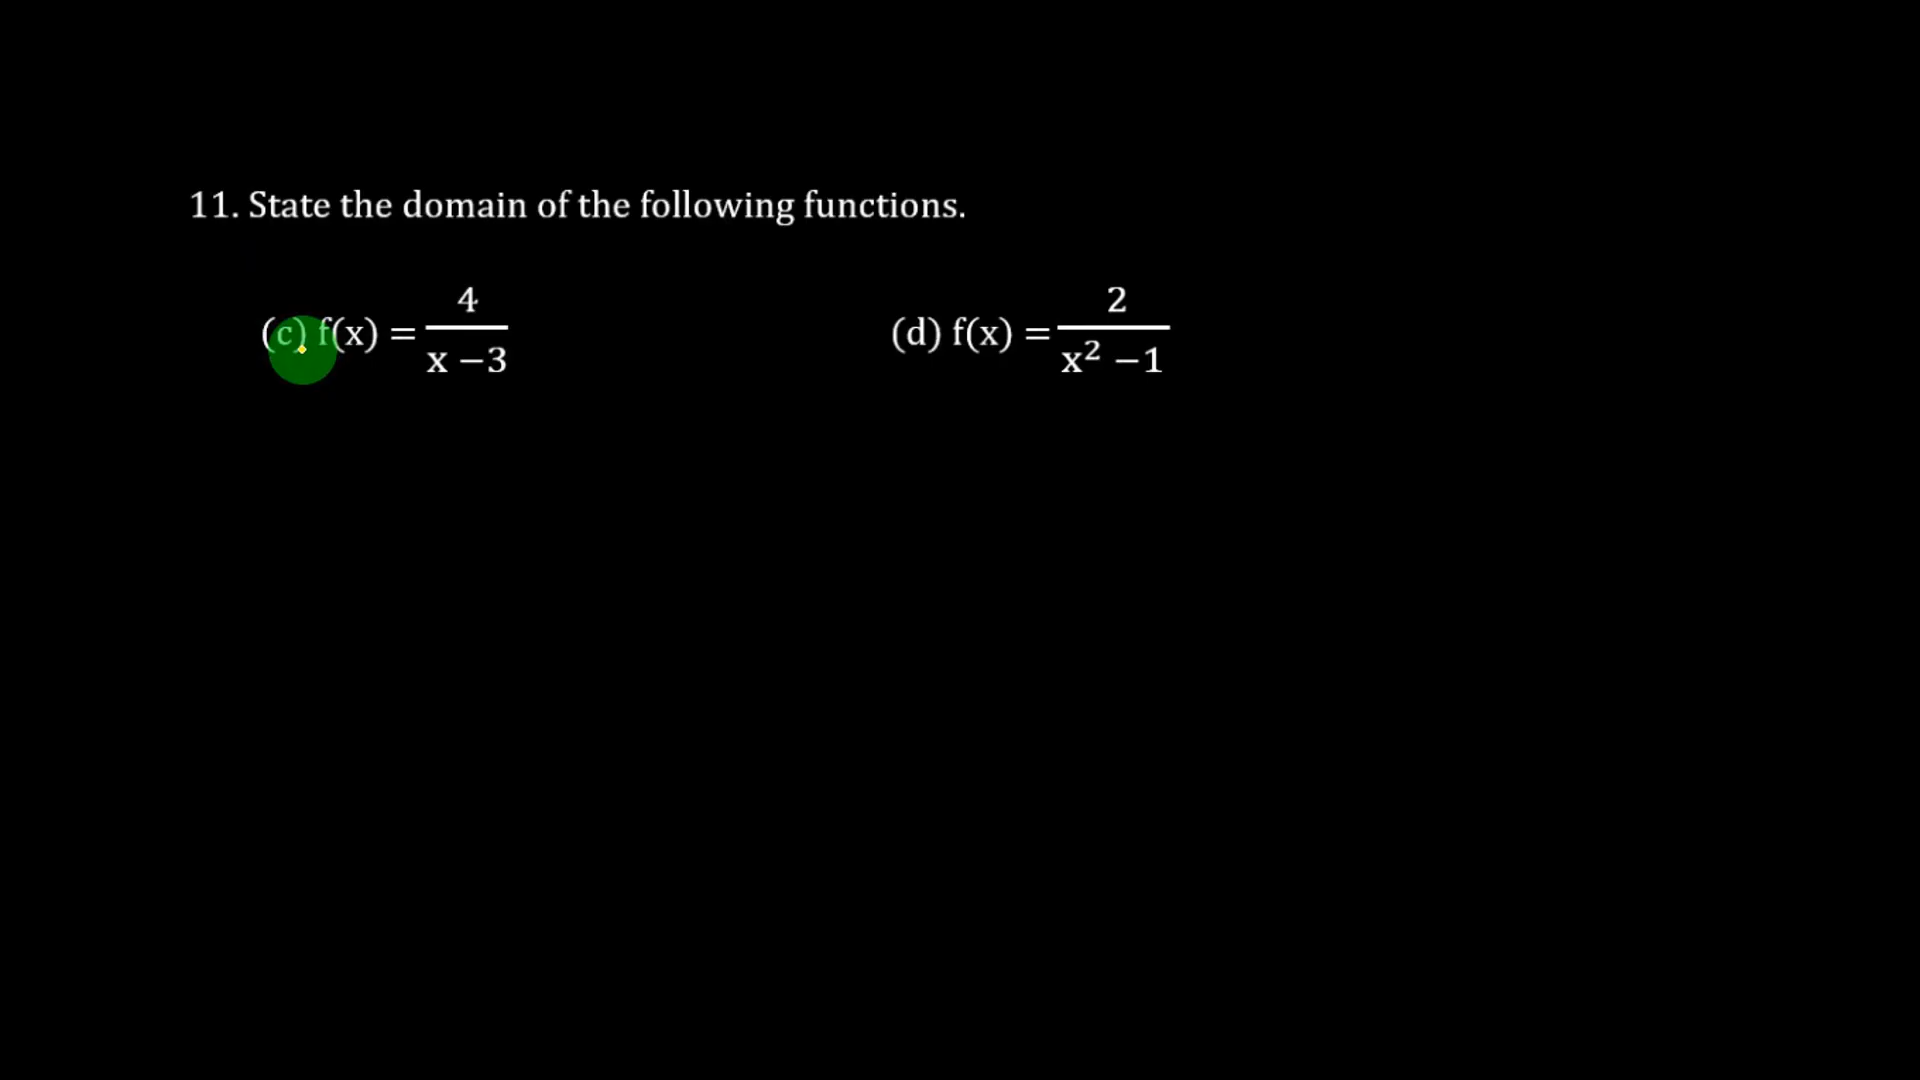 11. State the domain of the following functions.
(c) f(x) = 4 / x − 3
(d) f(x) = 2 / x² − 1